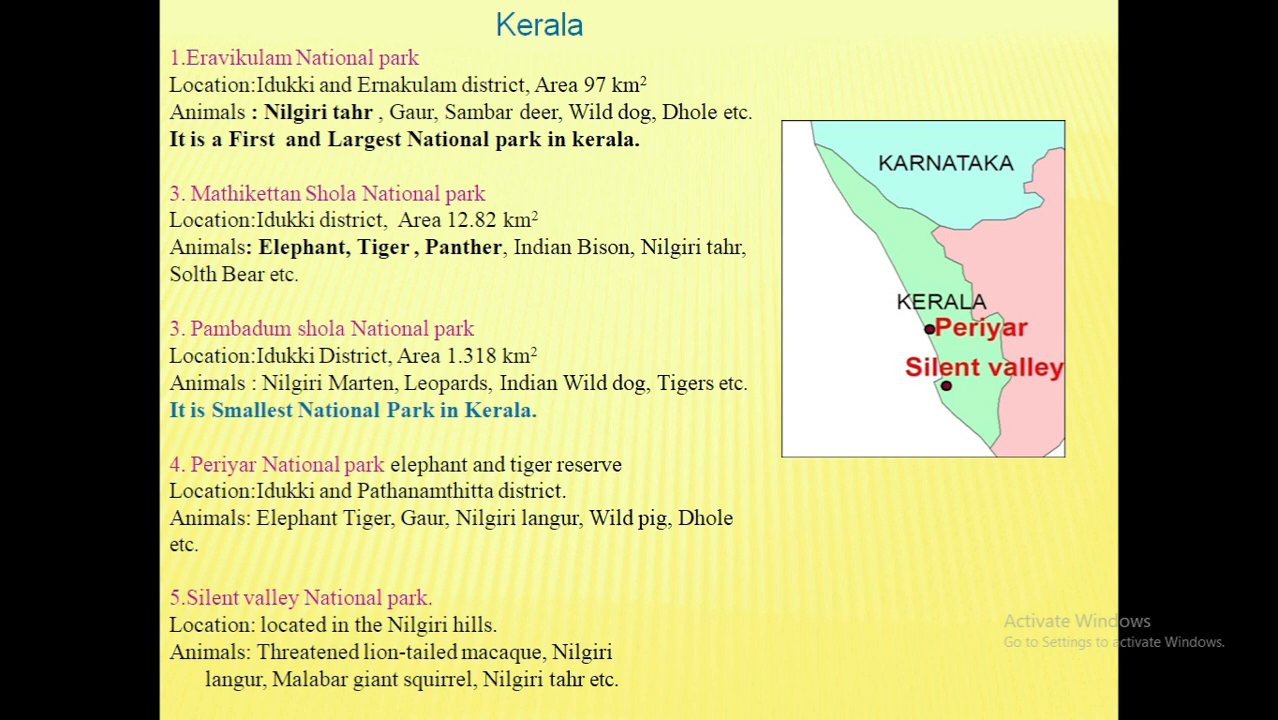 Kerala
1.Eravikulam National park
Location:Idukki and Ernakulam district, Area 97 km²
Animals : Nilgiri tahr , Gaur, Sambar deer, Wild dog, Dhole etc.
It is a First and Largest National park in kerala.
3. Mathikettan Shola National park
Location:Idukki district, Area 12.82 km²
Animals: Elephant, Tiger , Panther, Indian Bison, Nilgiri tahr,
Solth Bear etc.
3. Pambadum shola National park
Location:Idukki District, Area 1.318 km²
Animals : Nilgiri Marten, Leopards, Indian Wild dog, Tigers etc.
It is Smallest National Park in Kerala.
4. Periyar National park elephant and tiger reserve
Location:Idukki and Pathanamthitta district.
Animals: Elephant Tiger, Gaur, Nilgiri langur, Wild pig, Dhole
etc.
5.Silent valley National park.
Location: located in the Nilgiri hills.
Animals: Threatened lion-tailed macaque, Nilgiri
langur, Malabar giant squirrel, Nilgiri tahr etc.
KARNATAKA
KERALA
Periyar
Silent valley
Activate Windows
Go to Settings to activate Windows.